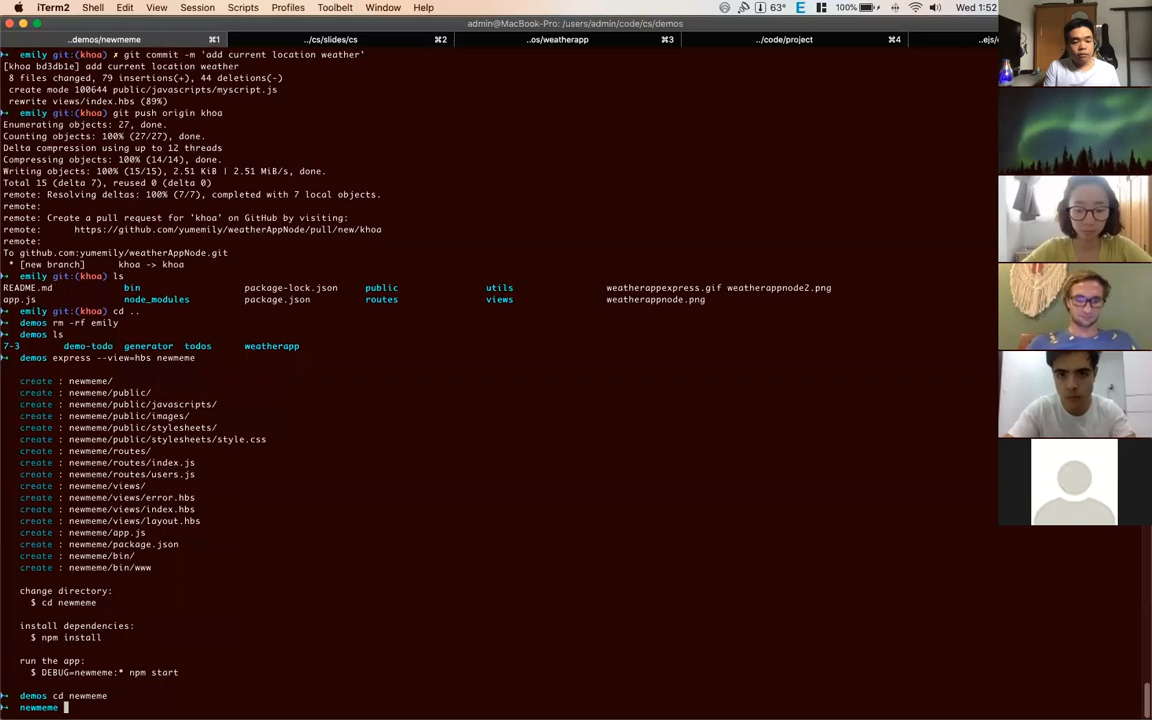 iTerm2 Shell Edit View Session Scripts Profiles Toolbelt Window Help 63° 100% Wed 1:52
admin@MacBook-Pro: /users/admin/code/cs/demos
..demos/newmeme ⌘1 ../cs/slides/cs ⌘2 ..os/weatherapp ⌘3 ../code/project ⌘4 ..ejs/
emily git:(khoa) ✗ git commit -m 'add current location weather'
[khoa bd3db1e] add current location weather
8 files changed, 79 insertions(+), 44 deletions(-)
create mode 100644 public/javascripts/myscript.js
rewrite views/index.hbs (89%)
emily git:(khoa) git push origin khoa
Enumerating objects: 27, done.
Counting objects: 100% (27/27), done.
Delta compression using up to 12 threads
Compressing objects: 100% (14/14), done.
Writing objects: 100% (15/15), 2.51 KiB | 2.51 MiB/s, done.
Total 15 (delta 7), reused 0 (delta 0)
remote: Resolving deltas: 100% (7/7), completed with 7 local objects.
remote:
remote: Create a pull request for 'khoa' on GitHub by visiting:
remote: https://github.com/yumemily/weatherAppNode/pull/new/khoa
remote:
To github.com:yumemily/weatherAppNode.git
* [new branch] khoa -> khoa
emily git:(khoa) ls
README.md bin package-lock.json public utils weatherappexpress.gif weatherappnode2.png
app.js node_modules package.json routes views weatherappnode.png
emily git:(khoa) cd ..
demos rm -rf emily
demos ls
7-3 demo-todo generator todos weatherapp
demos express --view=hbs newmeme
create : newmeme/
create : newmeme/public/
create : newmeme/public/javascripts/
create : newmeme/public/images/
create : newmeme/public/stylesheets/
create : newmeme/public/stylesheets/style.css
create : newmeme/routes/
create : newmeme/routes/index.js
create : newmeme/routes/users.js
create : newmeme/views/
create : newmeme/views/error.hbs
create : newmeme/views/index.hbs
create : newmeme/views/layout.hbs
create : newmeme/app.js
create : newmeme/package.json
create : newmeme/bin/
create : newmeme/bin/www
change directory:
$ cd newmeme
install dependencies:
$ npm install
run the app:
$ DEBUG=newmeme:* npm start
demos cd newmeme
newmeme